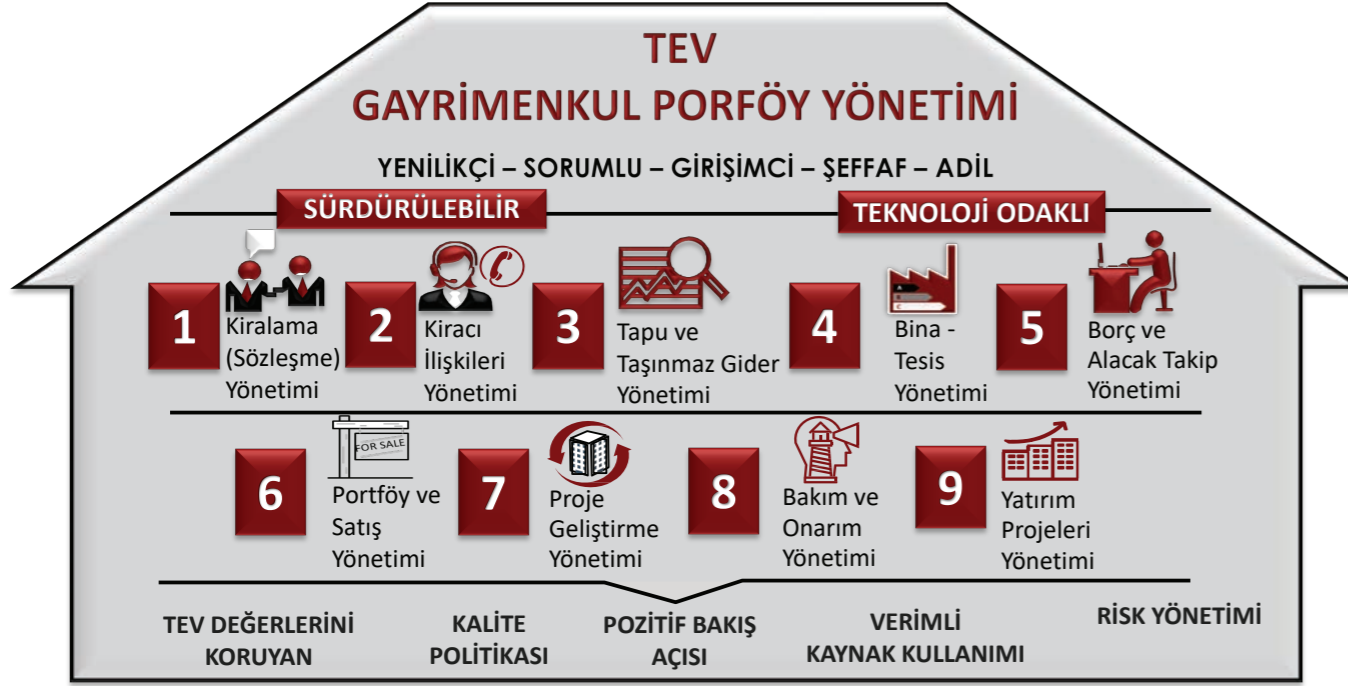 TEV
GAYRİMENKUL PORFÖY YÖNETİMİ
YENİLİKÇİ – SORUMLU – GİRİŞİMCİ – ŞEFFAF – ADİL
SÜRDÜRÜLEBİLİR
TEKNOLOJİ ODAKLI
1
Kiralama
(Sözleşme)
Yönetimi
2
Kiracı
İlişkileri
Yönetimi
3
Tapu ve
Taşınmaz Gider
Yönetimi
A
B
C
4
Bina -
Tesis
Yönetimi
5
Borç ve
Alacak Takip
Yönetimi
FOR SALE
6
Portföy ve
Satış
Yönetimi
7
Proje
Geliştirme
Yönetimi
8
Bakım ve
Onarım
Yönetimi
9
Yatırım
Projeleri
Yönetimi
TEV DEĞERLERİNİ
KORUYAN
KALİTE
POLİTİKASI
POZİTİF BAKIŞ
AÇISI
VERİMLİ
KAYNAK KULLANIMI
RİSK YÖNETİMİ